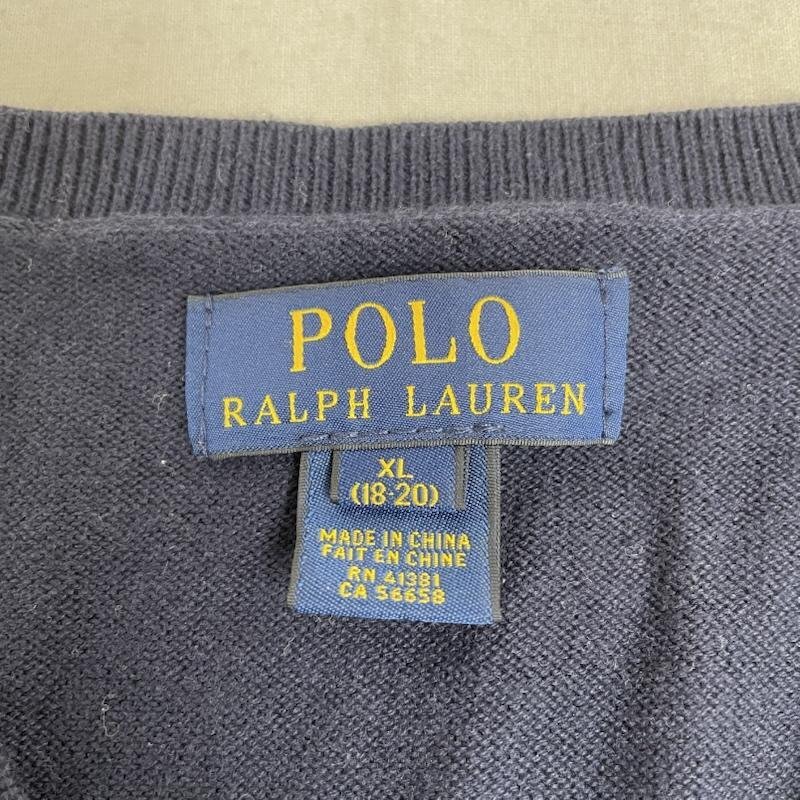 POLO
RALPH LAUREN
XL
(18-20)
MADE IN CHINA
FAIT EN CHINE
RN 41381
CA 56658